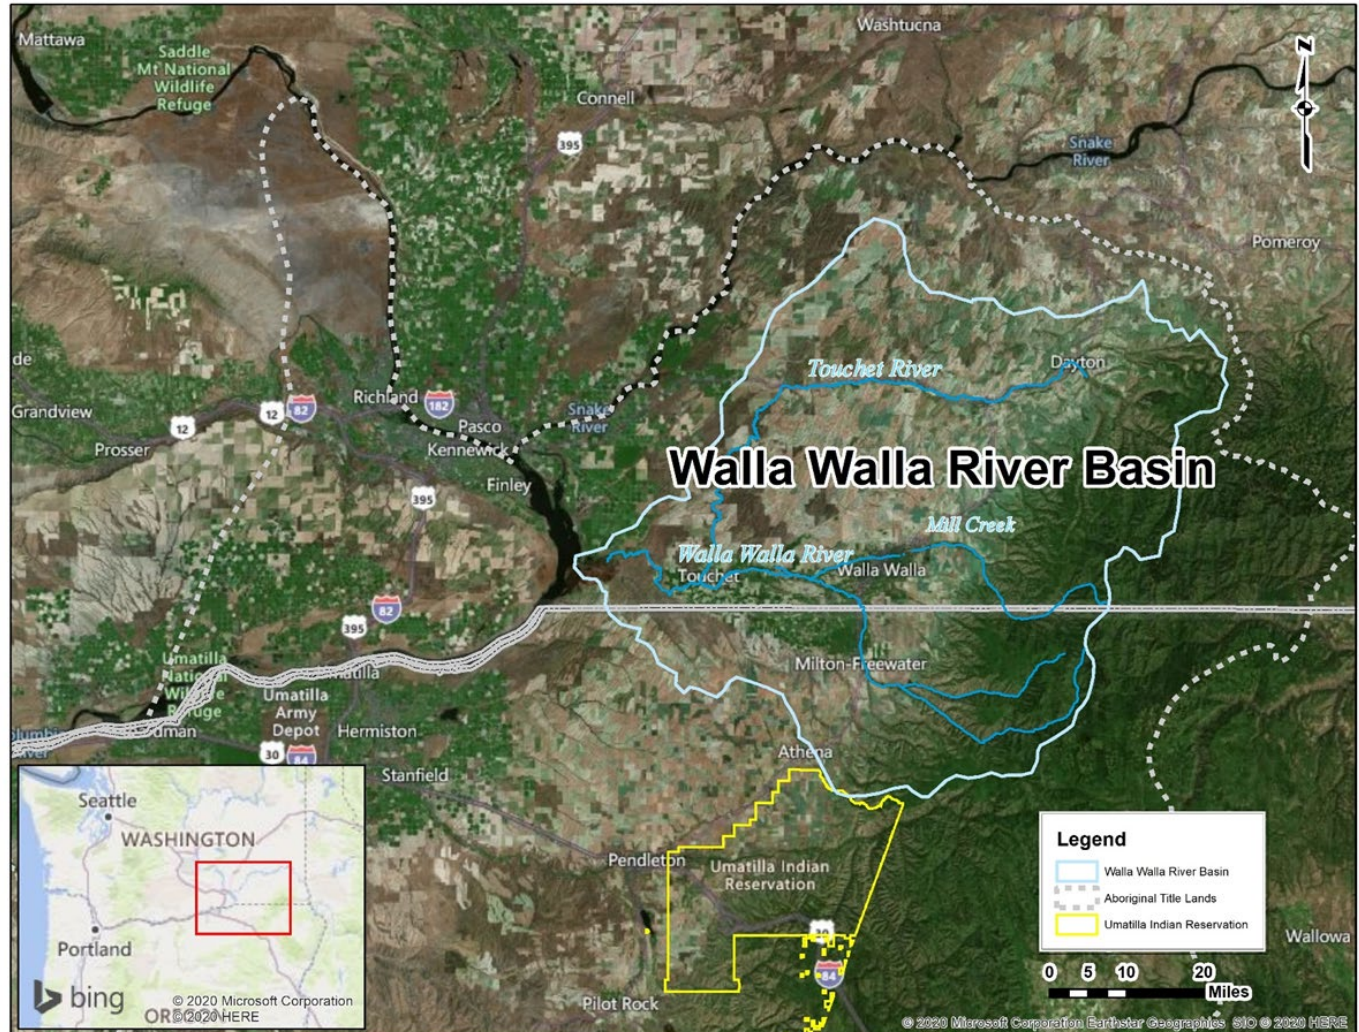 Mattawa
Saddle
Mt National
Wildlife
Refuge
Washtucna
Z
Connell
395
Snake
River
Pomeroy
de
Grandview
12
Prosser
12
82
Richland
182
Pasco
Kennewick
Finley
395
Snake
River
Touchet River
Dayton
Walla Walla River Basin
Mill Creek
Walla Walla River
Touchet
Walla Walla
82
395
Milton-Freewater
Umatilla
National
Wildlife
Refuge
matilla
Umatilla
Army
Depot
Hermiston
River
dman
30
84
Stanfield
Athena
Pendleton
Umatilla Indian
Reservation
30
84
Pilot Rock
Wallowa
Seattle
WASHINGTON
Portland
OREGON
bing
© 2020 Microsoft Corporation
© 2020 HERE
Legend
Walla Walla River Basin
Aboriginal Title Lands
Umatilla Indian Reservation
0 5 10 20
Miles
© 2020 Microsoft Corporation Earthstar Geographics SIO © 2020 HERE